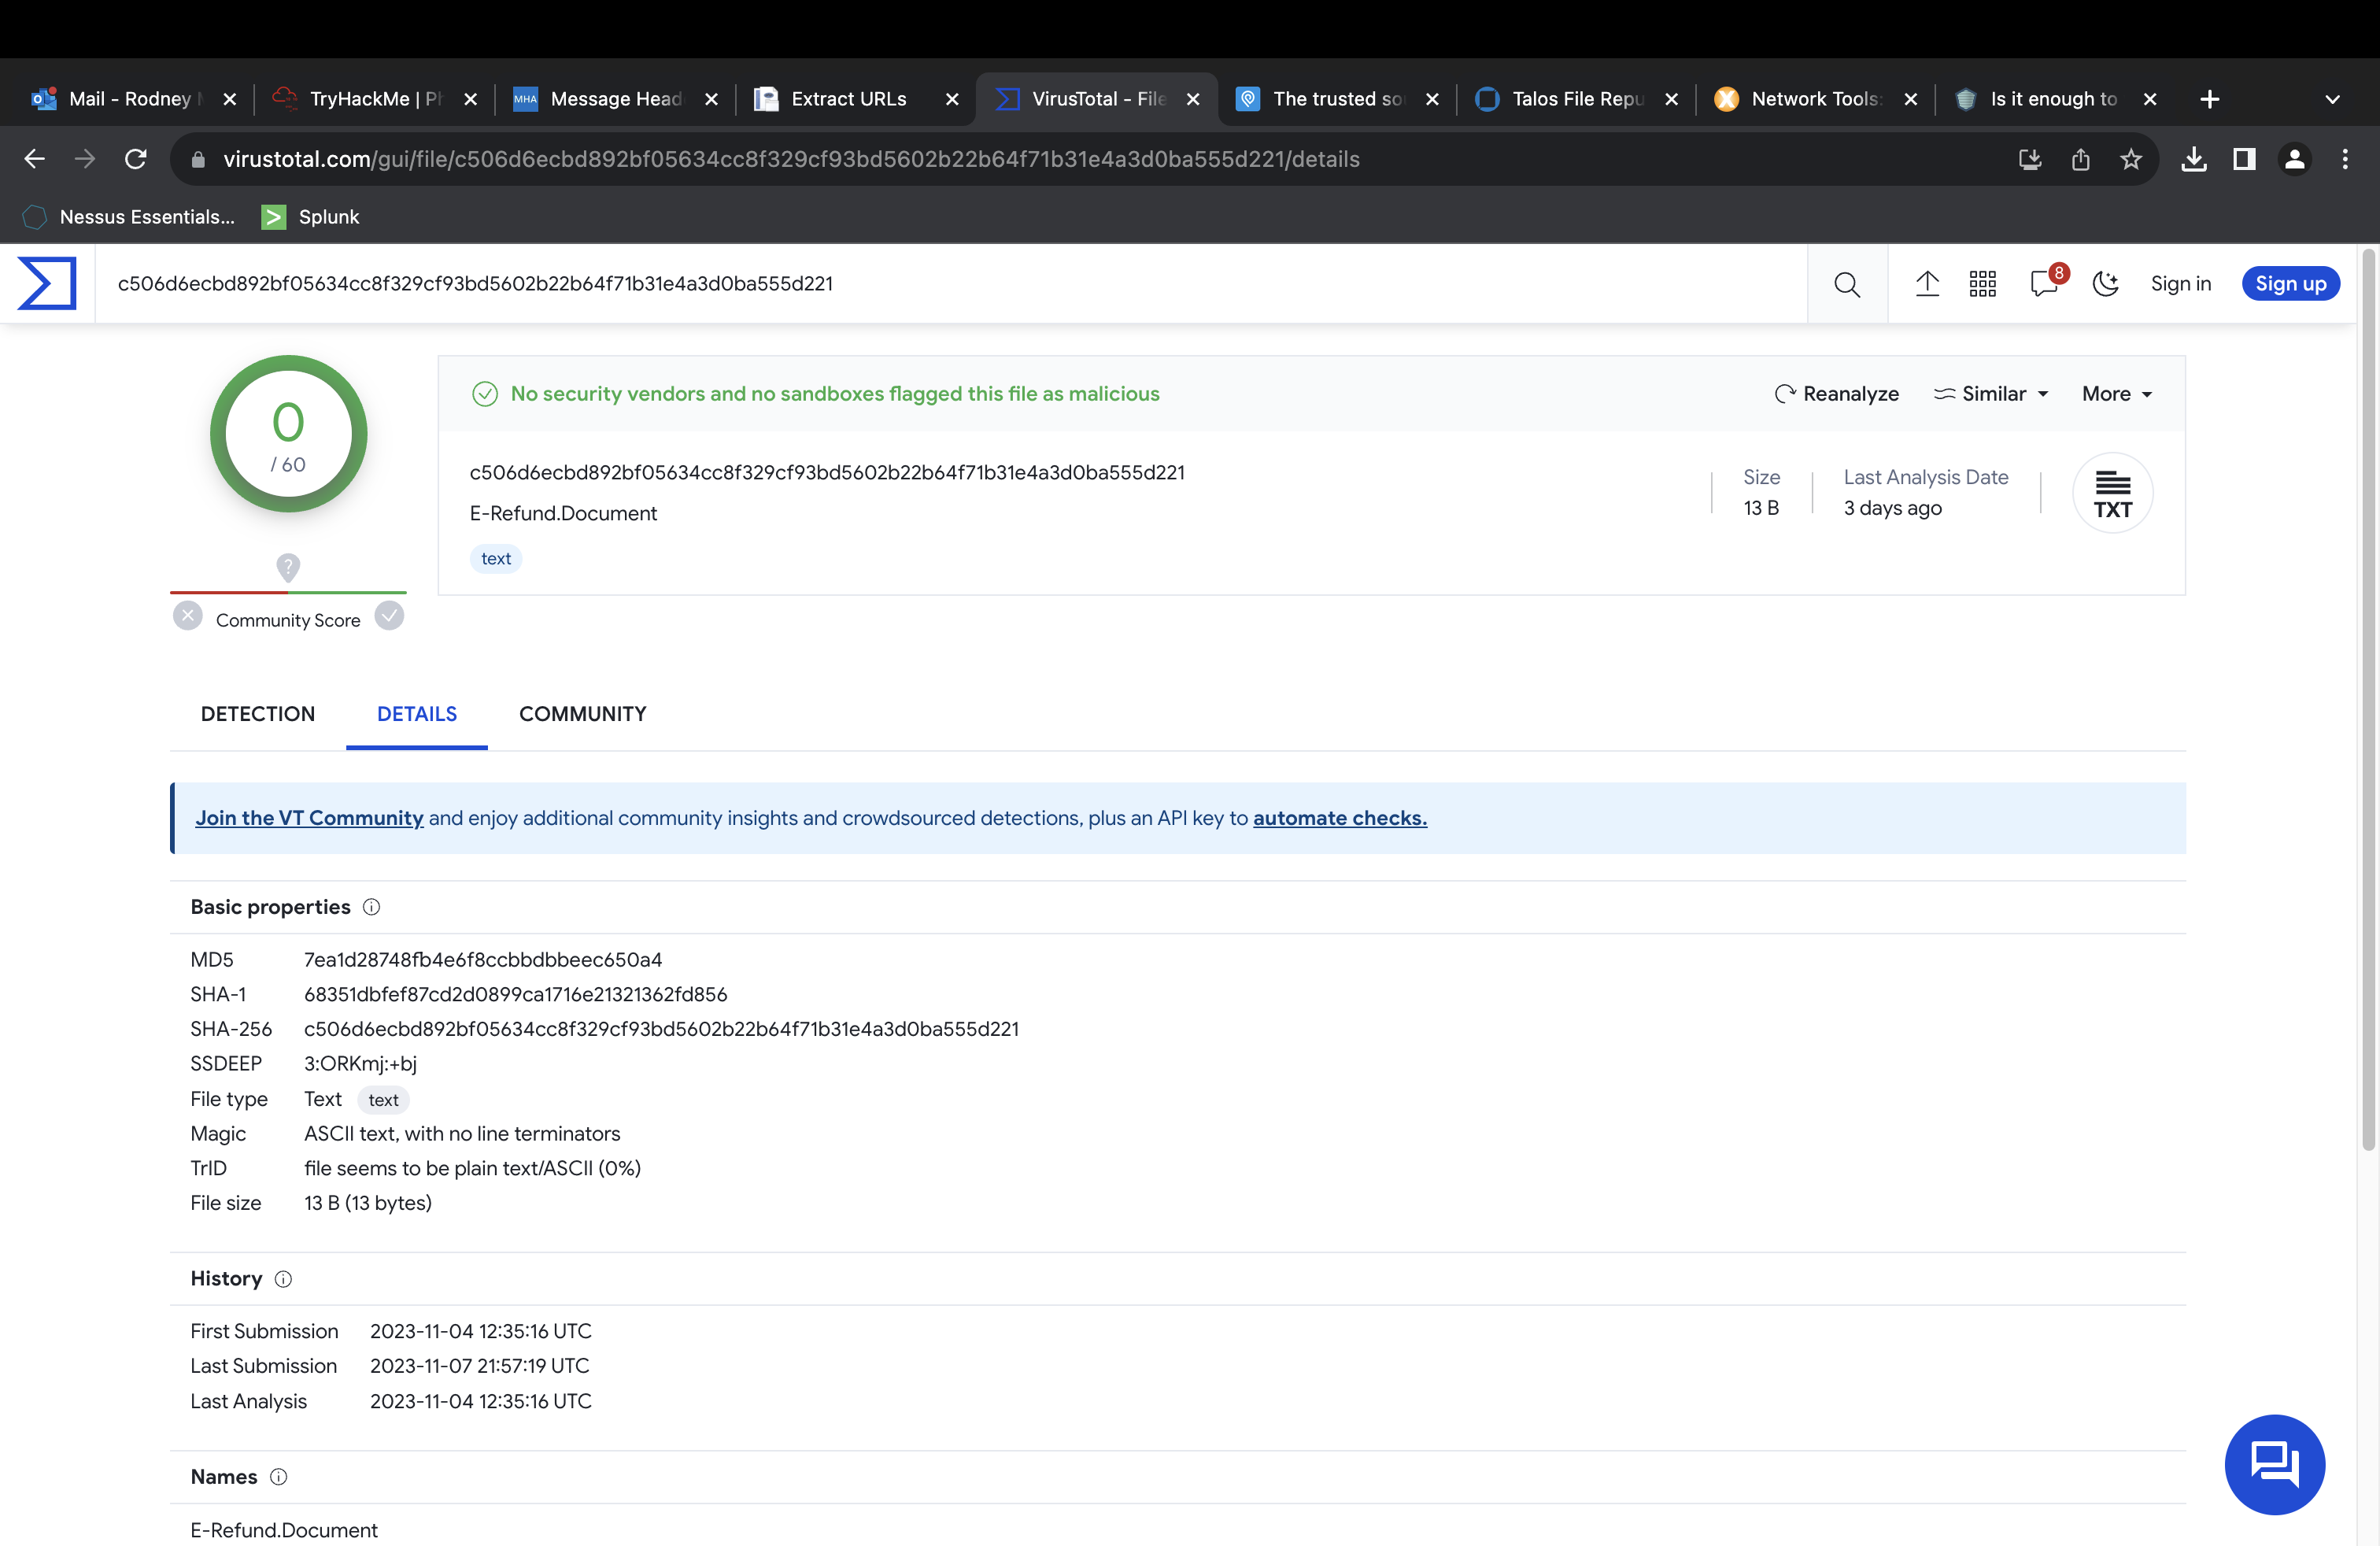 Mail - Rodney
TryHackMe | Ph
MHA
Message Head
Extract URLs
VirusTotal - File
The trusted so
Talos File Repu
Network Tools:
Is it enough to
virustotal.com/gui/file/c506d6ecbd892bf05634cc8f329cf93bd5602b22b64f71b31e4a3d0ba555d221/details
Nessus Essentials...
Splunk
c506d6ecbd892bf05634cc8f329cf93bd5602b22b64f71b31e4a3d0ba555d221
8
Sign in
Sign up
0
/ 60
Community Score
No security vendors and no sandboxes flagged this file as malicious
Reanalyze
Similar
More
c506d6ecbd892bf05634cc8f329cf93bd5602b22b64f71b31e4a3d0ba555d221
E-Refund.Document
text
Size
13 B
Last Analysis Date
3 days ago
TXT
DETECTION
DETAILS
COMMUNITY
Join the VT Community and enjoy additional community insights and crowdsourced detections, plus an API key to automate checks.
Basic properties
MD5 7ea1d28748fb4e6f8ccbbdbbeec650a4
SHA-1 68351dbfef87cd2d0899ca1716e21321362fd856
SHA-256 c506d6ecbd892bf05634cc8f329cf93bd5602b22b64f71b31e4a3d0ba555d221
SSDEEP 3:ORKmj:+bj
File type Text text
Magic ASCII text, with no line terminators
TrID file seems to be plain text/ASCII (0%)
File size 13 B (13 bytes)
History
First Submission 2023-11-04 12:35:16 UTC
Last Submission 2023-11-07 21:57:19 UTC
Last Analysis 2023-11-04 12:35:16 UTC
Names
E-Refund.Document